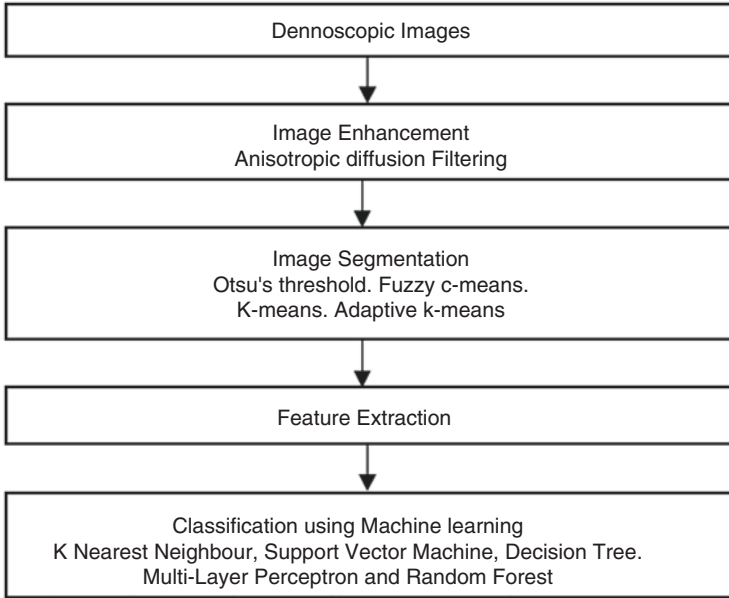 Dennoscopic Images
Image Enhancement
Anisotropic diffusion Filtering
Image Segmentation
Otsu's threshold. Fuzzy c-means.
K-means. Adaptive k-means
Feature Extraction
Classification using Machine learning
K Nearest Neighbour, Support Vector Machine, Decision Tree.
Multi-Layer Perceptron and Random Forest